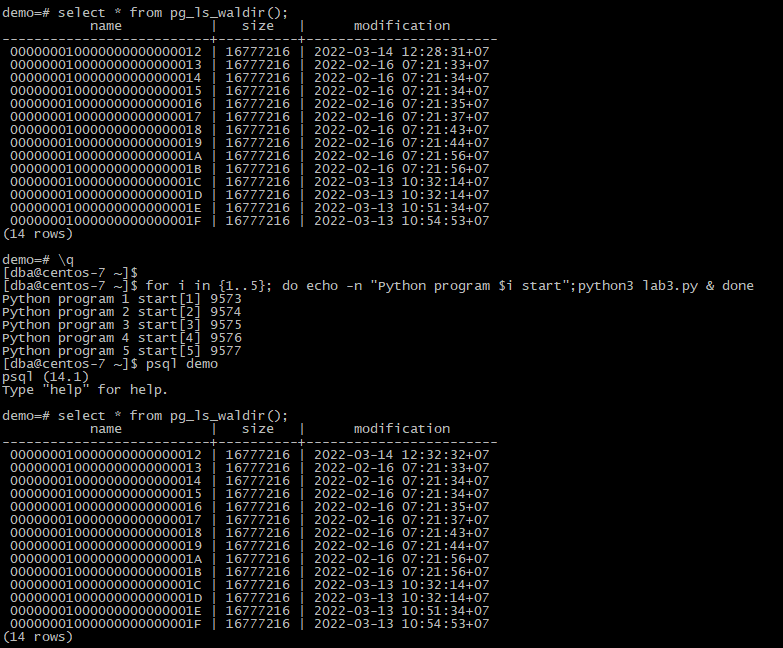 demo=# select * from pg_ls_waldir();
           name           |   size   |      modification
--------------------------+----------+------------------------
 000000010000000000000012 | 16777216 | 2022-03-14 12:28:31+07
 000000010000000000000013 | 16777216 | 2022-02-16 07:21:33+07
 000000010000000000000014 | 16777216 | 2022-02-16 07:21:34+07
 000000010000000000000015 | 16777216 | 2022-02-16 07:21:34+07
 000000010000000000000016 | 16777216 | 2022-02-16 07:21:35+07
 000000010000000000000017 | 16777216 | 2022-02-16 07:21:37+07
 000000010000000000000018 | 16777216 | 2022-02-16 07:21:43+07
 000000010000000000000019 | 16777216 | 2022-02-16 07:21:44+07
 00000001000000000000001A | 16777216 | 2022-02-16 07:21:56+07
 00000001000000000000001B | 16777216 | 2022-02-16 07:21:56+07
 00000001000000000000001C | 16777216 | 2022-03-13 10:32:14+07
 00000001000000000000001D | 16777216 | 2022-03-13 10:32:14+07
 00000001000000000000001E | 16777216 | 2022-03-13 10:51:34+07
 00000001000000000000001F | 16777216 | 2022-03-13 10:54:53+07
(14 rows)

demo=# \q
[dba@centos-7 ~]$
[dba@centos-7 ~]$ for i in {1..5}; do echo -n "Python program $i start";python3 lab3.py & done
Python program 1 start[1] 9573
Python program 2 start[2] 9574
Python program 3 start[3] 9575
Python program 4 start[4] 9576
Python program 5 start[5] 9577
[dba@centos-7 ~]$ psql demo
psql (14.1)
Type "help" for help.

demo=# select * from pg_ls_waldir();
           name           |   size   |      modification
--------------------------+----------+------------------------
 000000010000000000000012 | 16777216 | 2022-03-14 12:32:32+07
 000000010000000000000013 | 16777216 | 2022-02-16 07:21:33+07
 000000010000000000000014 | 16777216 | 2022-02-16 07:21:34+07
 000000010000000000000015 | 16777216 | 2022-02-16 07:21:34+07
 000000010000000000000016 | 16777216 | 2022-02-16 07:21:35+07
 000000010000000000000017 | 16777216 | 2022-02-16 07:21:37+07
 000000010000000000000018 | 16777216 | 2022-02-16 07:21:43+07
 000000010000000000000019 | 16777216 | 2022-02-16 07:21:44+07
 00000001000000000000001A | 16777216 | 2022-02-16 07:21:56+07
 00000001000000000000001B | 16777216 | 2022-02-16 07:21:56+07
 00000001000000000000001C | 16777216 | 2022-03-13 10:32:14+07
 00000001000000000000001D | 16777216 | 2022-03-13 10:32:14+07
 00000001000000000000001E | 16777216 | 2022-03-13 10:51:34+07
 00000001000000000000001F | 16777216 | 2022-03-13 10:54:53+07
(14 rows)